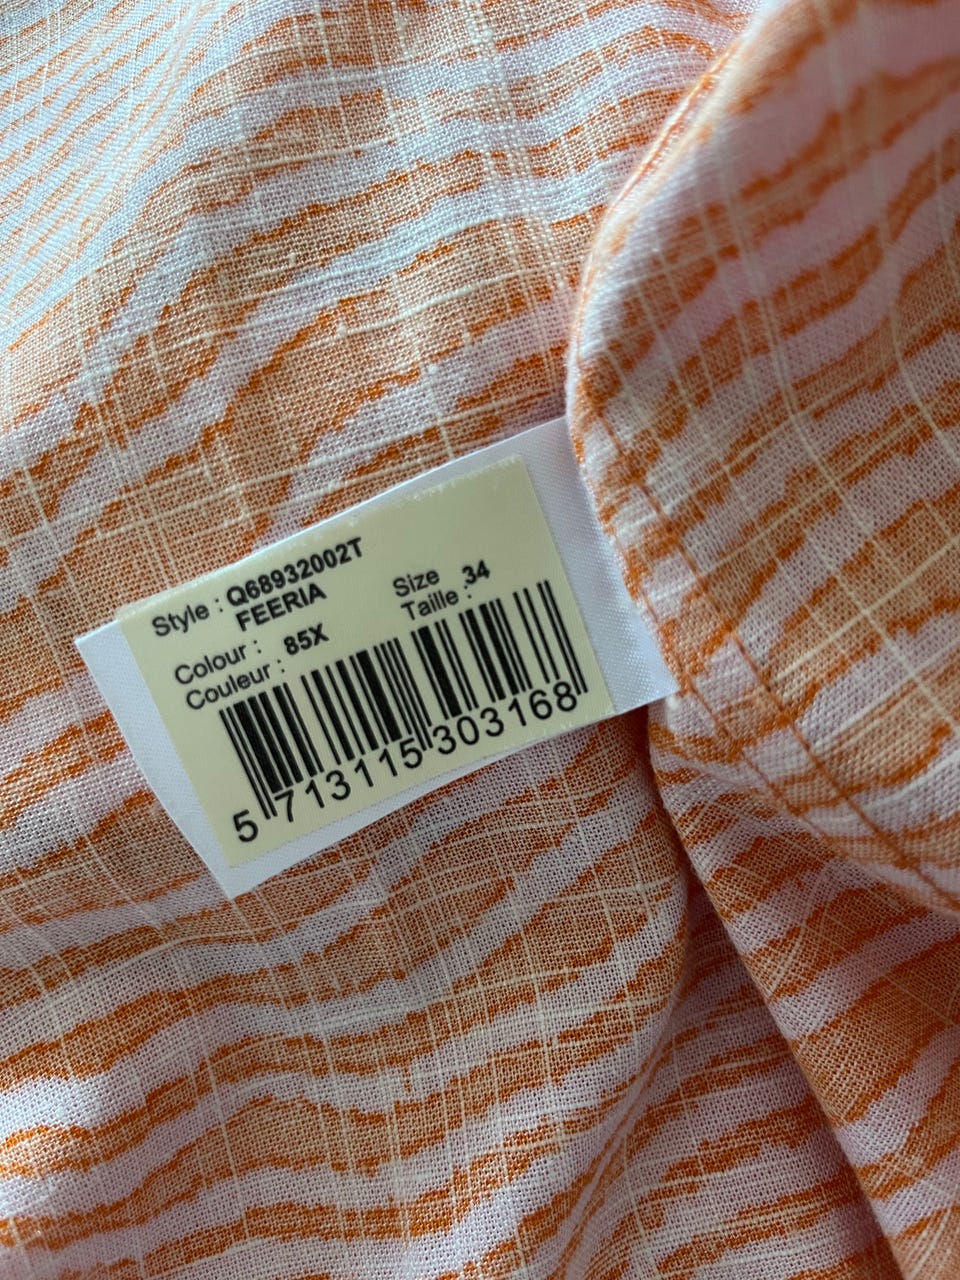 Style : Q68932002T
FEERIA
Size
Taille : 34
Colour :
Couleur : 85X
5 713115 303168